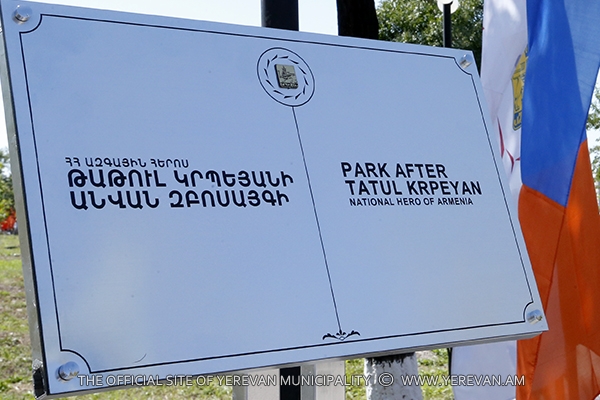 ՀՀ ԱԶԳԱՅԻՆ ՀԵՐՈՍ
ԹԱԹՈՒԼ ԿՐՊԵՅԱՆԻ
ԱՆՎԱՆ ԶԲՈՍԱՅԳԻ
PARK AFTER
TATUL KRPEYAN
NATIONAL HERO OF ARMENIA
THE OFFICIAL SITE OF YEREVAN MUNICIPALITY © WWW.YEREVAN.AM